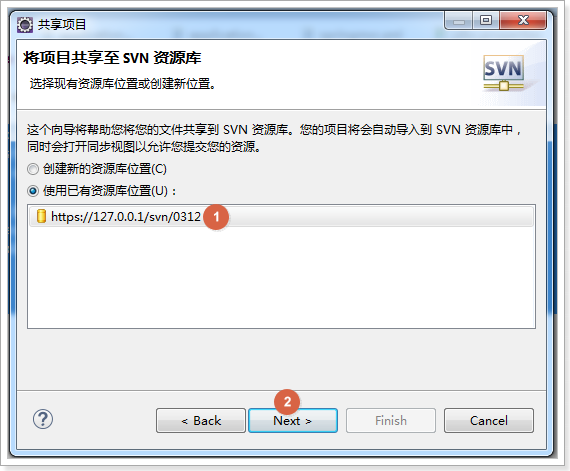 共享项目
将项目共享至 SVN 资源库
选择现有资源库位置或创建新位置。
SVN
这个向导将帮助您将您的文件共享到 SVN 资源库。您的项目将会自动导入到 SVN 资源库中，
同时会打开同步视图以允许您提交您的资源。
创建新的资源库位置(C)
使用已有资源库位置(U)：
https://127.0.0.1/svn/0312 1
2
? < Back Next > Finish Cancel